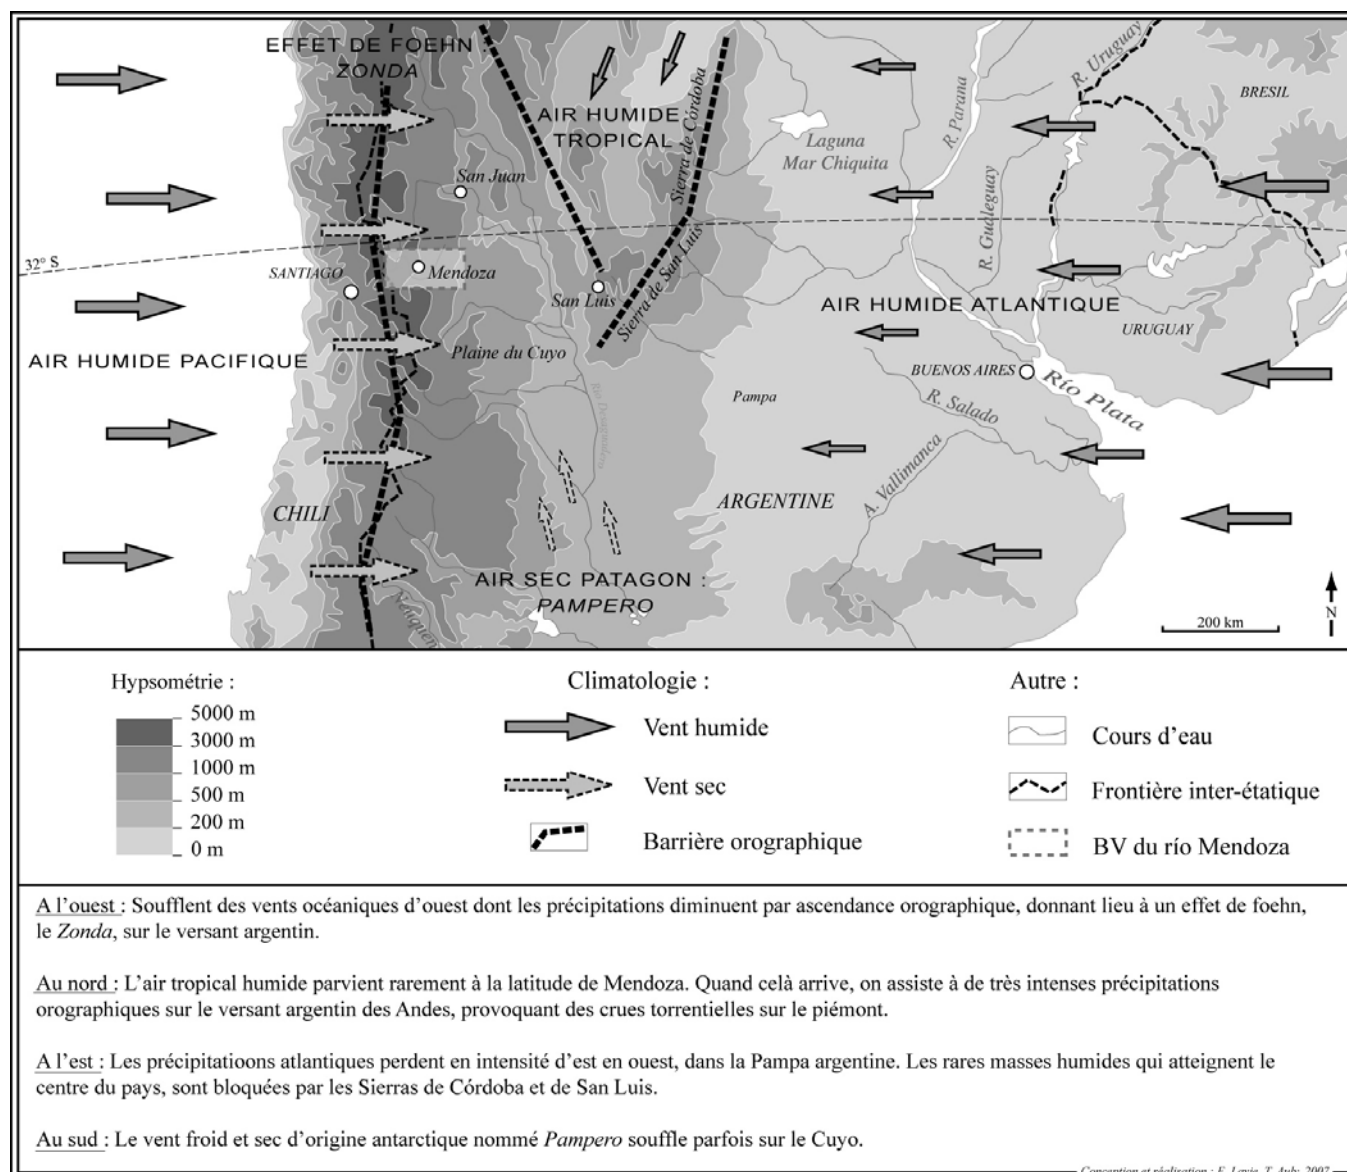 EFFET DE FOEHN :
ZONDA
AIR HUMIDE
TROPICAL
Sierra de Córdoba
Sierra de San Luis
Laguna
Mar Chiquita
R. Parana
R. Uruguay
BRESIL
San Juan
R. Gualeguay
32° S
SANTIAGO
Mendoza
San Luis
AIR HUMIDE ATLANTIQUE
URUGUAY
AIR HUMIDE PACIFIQUE
Plaine du Cuyo
BUENOS AIRES
Río Plata
Pampa
R. Salado
Río Desaguadero
A. Vallimanca
CHILI
ARGENTINE
AIR SEC PATAGON :
PAMPERO
Neuquen
200 km
N
Hypsométrie :
5000 m
3000 m
1000 m
500 m
200 m
0 m
Climatologie :
Vent humide
Vent sec
Barrière orographique
Autre :
Cours d'eau
Frontière inter-étatique
BV du río Mendoza
A l'ouest : Soufflent des vents océaniques d'ouest dont les précipitations diminuent par ascendance orographique, donnant lieu à un effet de foehn,
le Zonda, sur le versant argentin.
Au nord : L'air tropical humide parvient rarement à la latitude de Mendoza. Quand celà arrive, on assiste à de très intenses précipitations
orographiques sur le versant argentin des Andes, provoquant des crues torrentielles sur le piémont.
A l'est : Les précipitatioons atlantiques perdent en intensité d'est en ouest, dans la Pampa argentine. Les rares masses humides qui atteignent le
centre du pays, sont bloquées par les Sierras de Córdoba et de San Luis.
Au sud : Le vent froid et sec d'origine antarctique nommé Pampero souffle parfois sur le Cuyo.
Conception et réalisation : E. Lavie, T. Auly, 2007